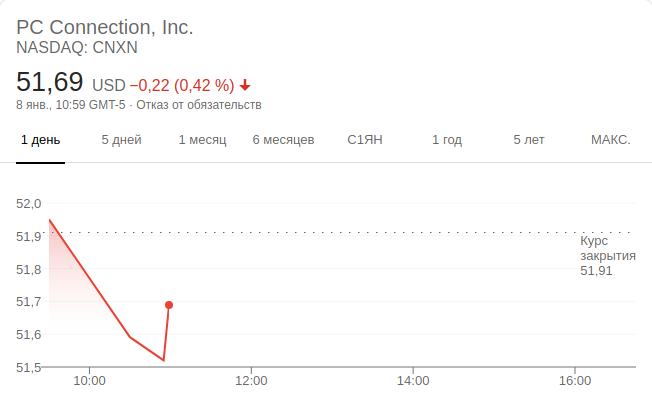 PC Connection, Inc.
NASDAQ: CNXN
51,69 USD −0,22 (0,42 %)
8 янв., 10:59 GMT-5 · Отказ от обязательств
1 день 5 дней 1 месяц 6 месяцев С1ЯН 1 год 5 лет МАКС.
52,0
51,9
Курс
закрытия
51,91
51,8
51,7
51,6
51,5
10:00 12:00 14:00 16:00